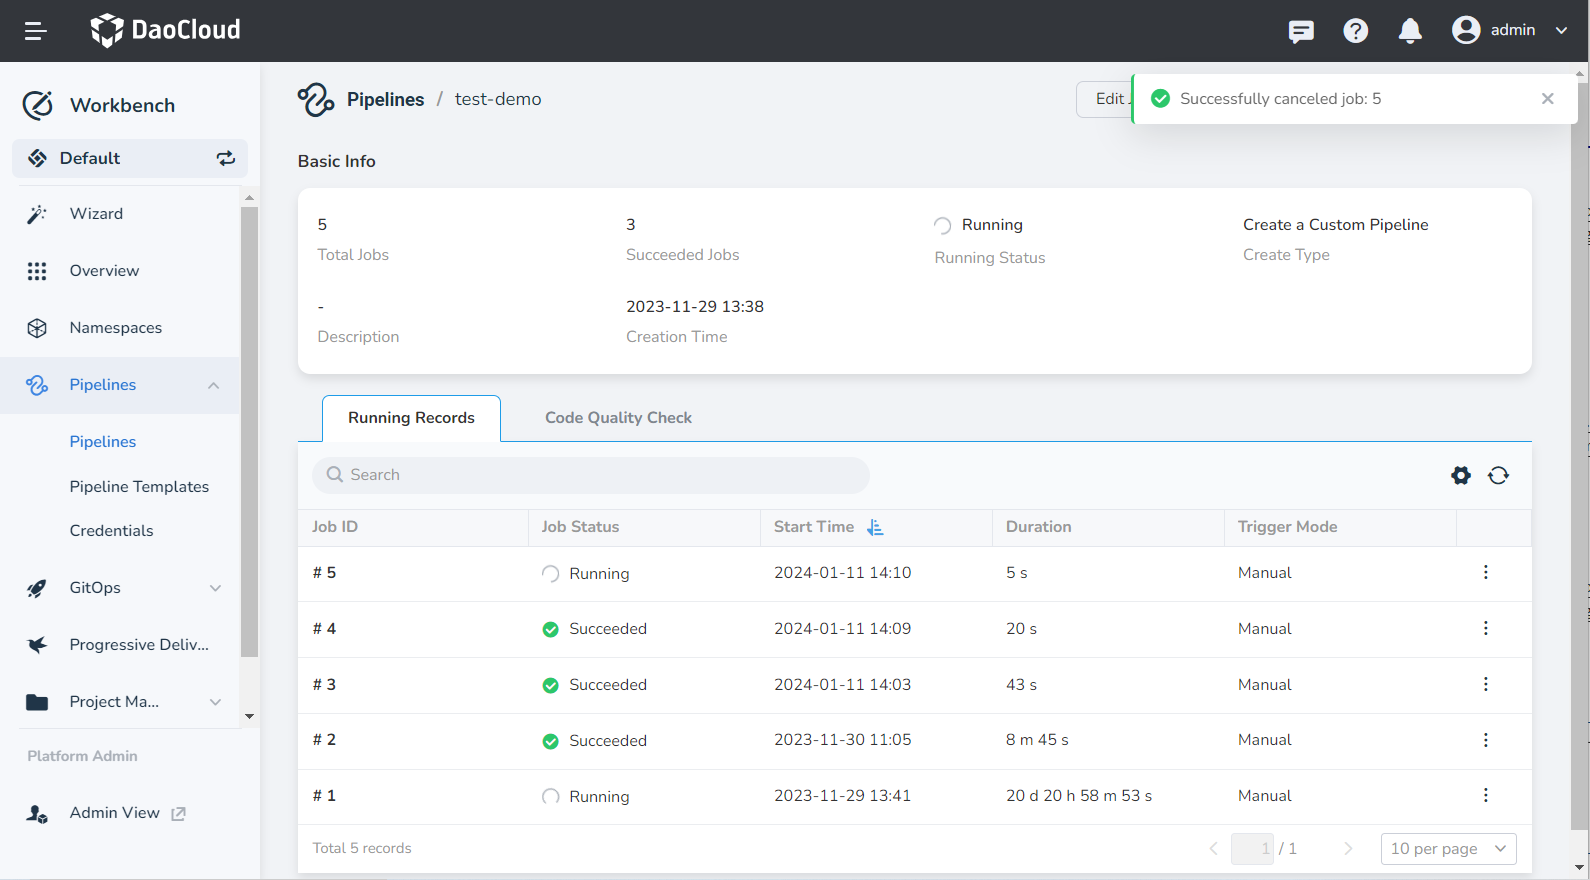 DaoCloud
admin
Workbench
Default
Wizard
Overview
Namespaces
Pipelines
Pipelines
Pipeline Templates
Credentials
GitOps
Progressive Deliv...
Project Ma...
Platform Admin
Admin View
Pipelines / test-demo
Edit
Successfully canceled job: 5
Basic Info
5
Total Jobs
3
Succeeded Jobs
Running
Running Status
Create a Custom Pipeline
Create Type
-
Description
2023-11-29 13:38
Creation Time
Running Records
Code Quality Check
Search
Job ID Job Status Start Time Duration Trigger Mode
# 5 Running 2024-01-11 14:10 5 s Manual
# 4 Succeeded 2024-01-11 14:09 20 s Manual
# 3 Succeeded 2024-01-11 14:03 43 s Manual
# 2 Succeeded 2023-11-30 11:05 8 m 45 s Manual
# 1 Running 2023-11-29 13:41 20 d 20 h 58 m 53 s Manual
Total 5 records
1 / 1
10 per page